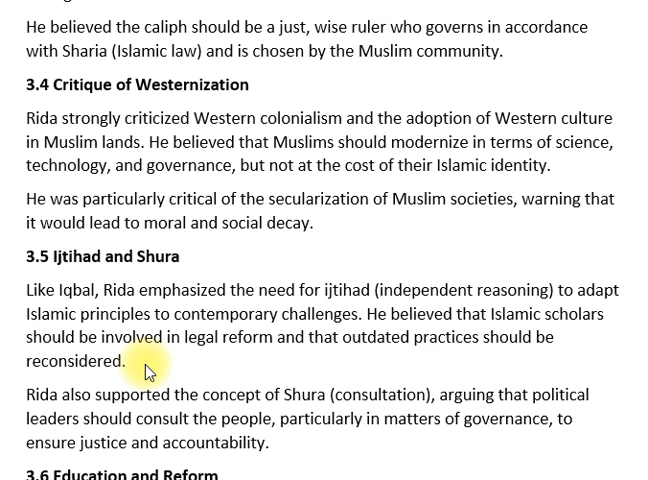 He believed the caliph should be a just, wise ruler who governs in accordance
with Sharia (Islamic law) and is chosen by the Muslim community.
3.4 Critique of Westernization
Rida strongly criticized Western colonialism and the adoption of Western culture
in Muslim lands. He believed that Muslims should modernize in terms of science,
technology, and governance, but not at the cost of their Islamic identity.
He was particularly critical of the secularization of Muslim societies, warning that
it would lead to moral and social decay.
3.5 Ijtihad and Shura
Like Iqbal, Rida emphasized the need for ijtihad (independent reasoning) to adapt
Islamic principles to contemporary challenges. He believed that Islamic scholars
should be involved in legal reform and that outdated practices should be
reconsidered.
Rida also supported the concept of Shura (consultation), arguing that political
leaders should consult the people, particularly in matters of governance, to
ensure justice and accountability.
3.6 Education and Reform